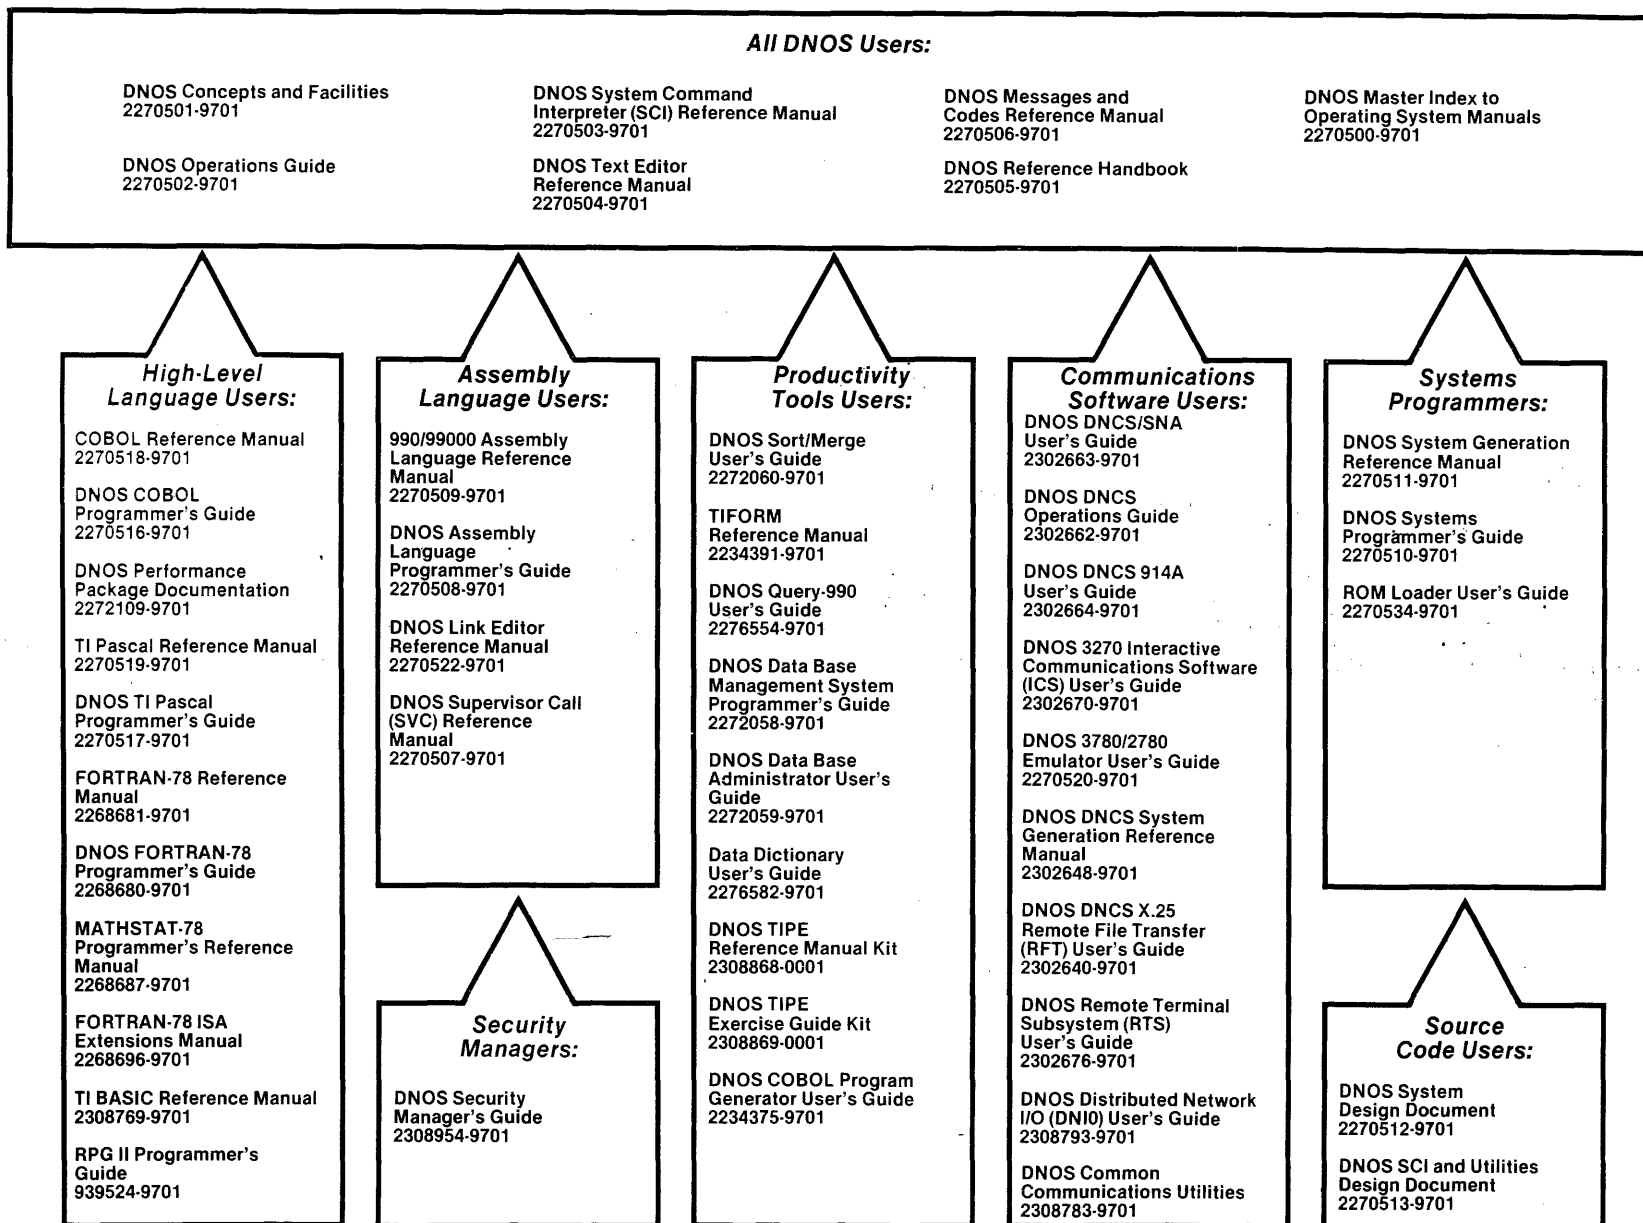 All DNOS Users:
DNOS Concepts and Facilities
2270501-9701
DNOS Operations Guide
2270502-9701
DNOS System Command
Interpreter (SCI) Reference Manual
2270503-9701
DNOS Text Editor
Reference Manual
2270504-9701
DNOS Messages and
Codes Reference Manual
2270506-9701
DNOS Reference Handbook
2270505-9701
DNOS Master Index to
Operating System Manuals
2270500-9701
High-Level
Language Users:
COBOL Reference Manual
2270518-9701
DNOS COBOL
Programmer's Guide
2270516-9701
DNOS Performance
Package Documentation
2272109-9701
TI Pascal Reference Manual
2270519-9701
DNOS TI Pascal
Programmer's Guide
2270517-9701
FORTRAN-78 Reference
Manual
2268681-9701
DNOS FORTRAN-78
Programmer's Guide
2268680-9701
MATHSTAT-78
Programmer's Reference
Manual
2268687-9701
FORTRAN-78 ISA
Extensions Manual
2268696-9701
TI BASIC Reference Manual
2308769-9701
RPG II Programmer's
Guide
939524-9701
Assembly
Language Users:
990/99000 Assembly
Language Reference
Manual
2270509-9701
DNOS Assembly
Language
Programmer's Guide
2270508-9701
DNOS Link Editor
Reference Manual
2270522-9701
DNOS Supervisor Call
(SVC) Reference
Manual
2270507-9701
Security
Managers:
DNOS Security
Manager's Guide
2308954-9701
Productivity
Tools Users:
DNOS Sort/Merge
User's Guide
2272060-9701
TIFORM
Reference Manual
2234391-9701
DNOS Query-990
User's Guide
2276554-9701
DNOS Data Base
Management System
Programmer's Guide
2272058-9701
DNOS Data Base
Administrator User's
Guide
2272059-9701
Data Dictionary
User's Guide
2276582-9701
DNOS TIPE
Reference Manual Kit
2308868-0001
DNOS TIPE
Exercise Guide Kit
2308869-0001
DNOS COBOL Program
Generator User's Guide
2234375-9701
Communications
Software Users:
DNOS DNCS/SNA
User's Guide
2302663-9701
DNOS DNCS
Operations Guide
2302662-9701
DNOS DNCS 914A
User's Guide
2302664-9701
DNOS 3270 Interactive
Communications Software
(ICS) User's Guide
2302670-9701
DNOS 3780/2780
Emulator User's Guide
2270520-9701
DNOS DNCS System
Generation Reference
Manual
2302648-9701
DNOS DNCS X.25
Remote File Transfer
(RFT) User's Guide
2302640-9701
DNOS Remote Terminal
Subsystem (RTS)
User's Guide
2302676-9701
DNOS Distributed Network
I/O (DNI0) User's Guide
2308793-9701
DNOS Common
Communications Utilities
2308783-9701
Systems
Programmers:
DNOS System Generation
Reference Manual
2270511-9701
DNOS Systems
Programmer's Guide
2270510-9701
ROM Loader User's Guide
2270534-9701
Source
Code Users:
DNOS System
Design Document
2270512-9701
DNOS SCI and Utilities
Design Document
2270513-9701